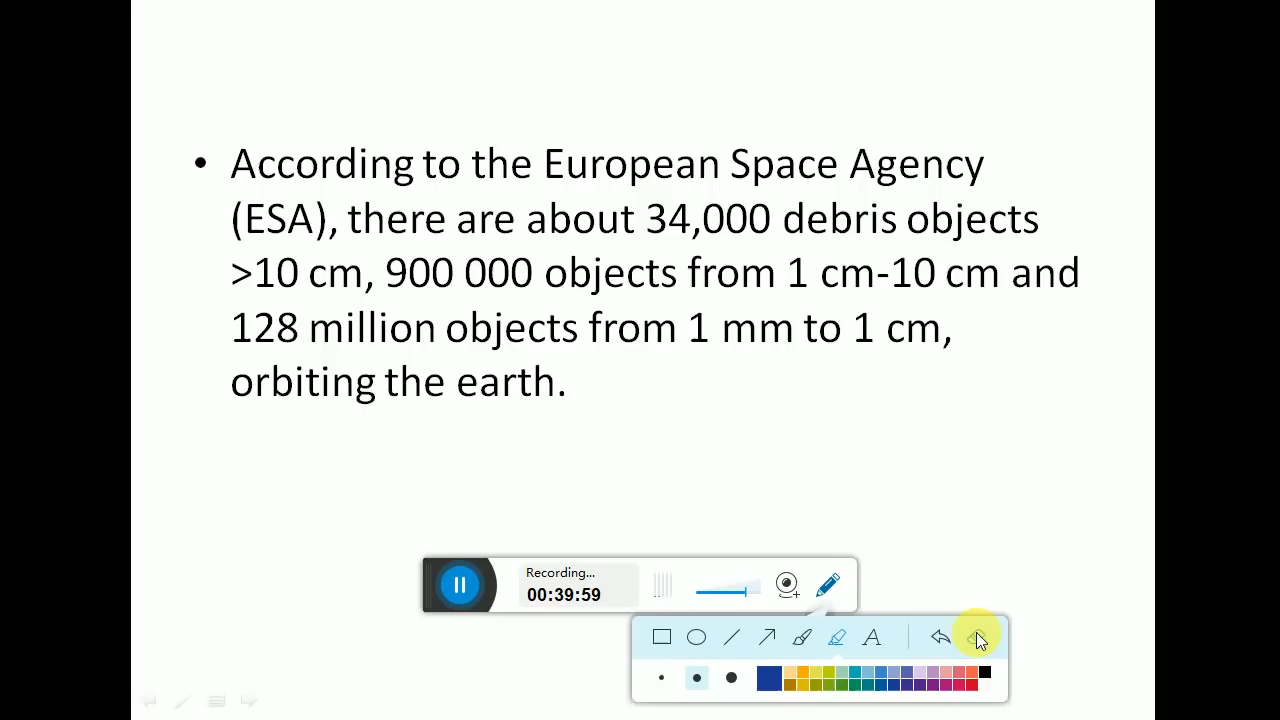 • According to the European Space Agency
(ESA), there are about 34,000 debris objects
>10 cm, 900 000 objects from 1 cm-10 cm and
128 million objects from 1 mm to 1 cm,
orbiting the earth.
Recording...
00:39:59
A